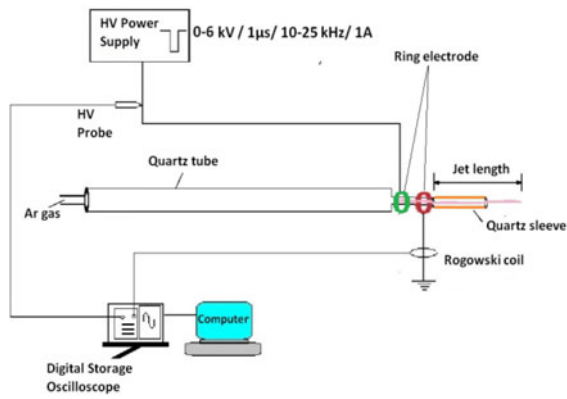 HV Power
Supply
0-6 kV / 1µs/ 10-25 kHz/ 1A
Ring electrode
HV
Probe
Quartz tube
Jet length
Ar gas
Quartz sleeve
Rogowski coil
Computer
Digital Storage
Oscilloscope